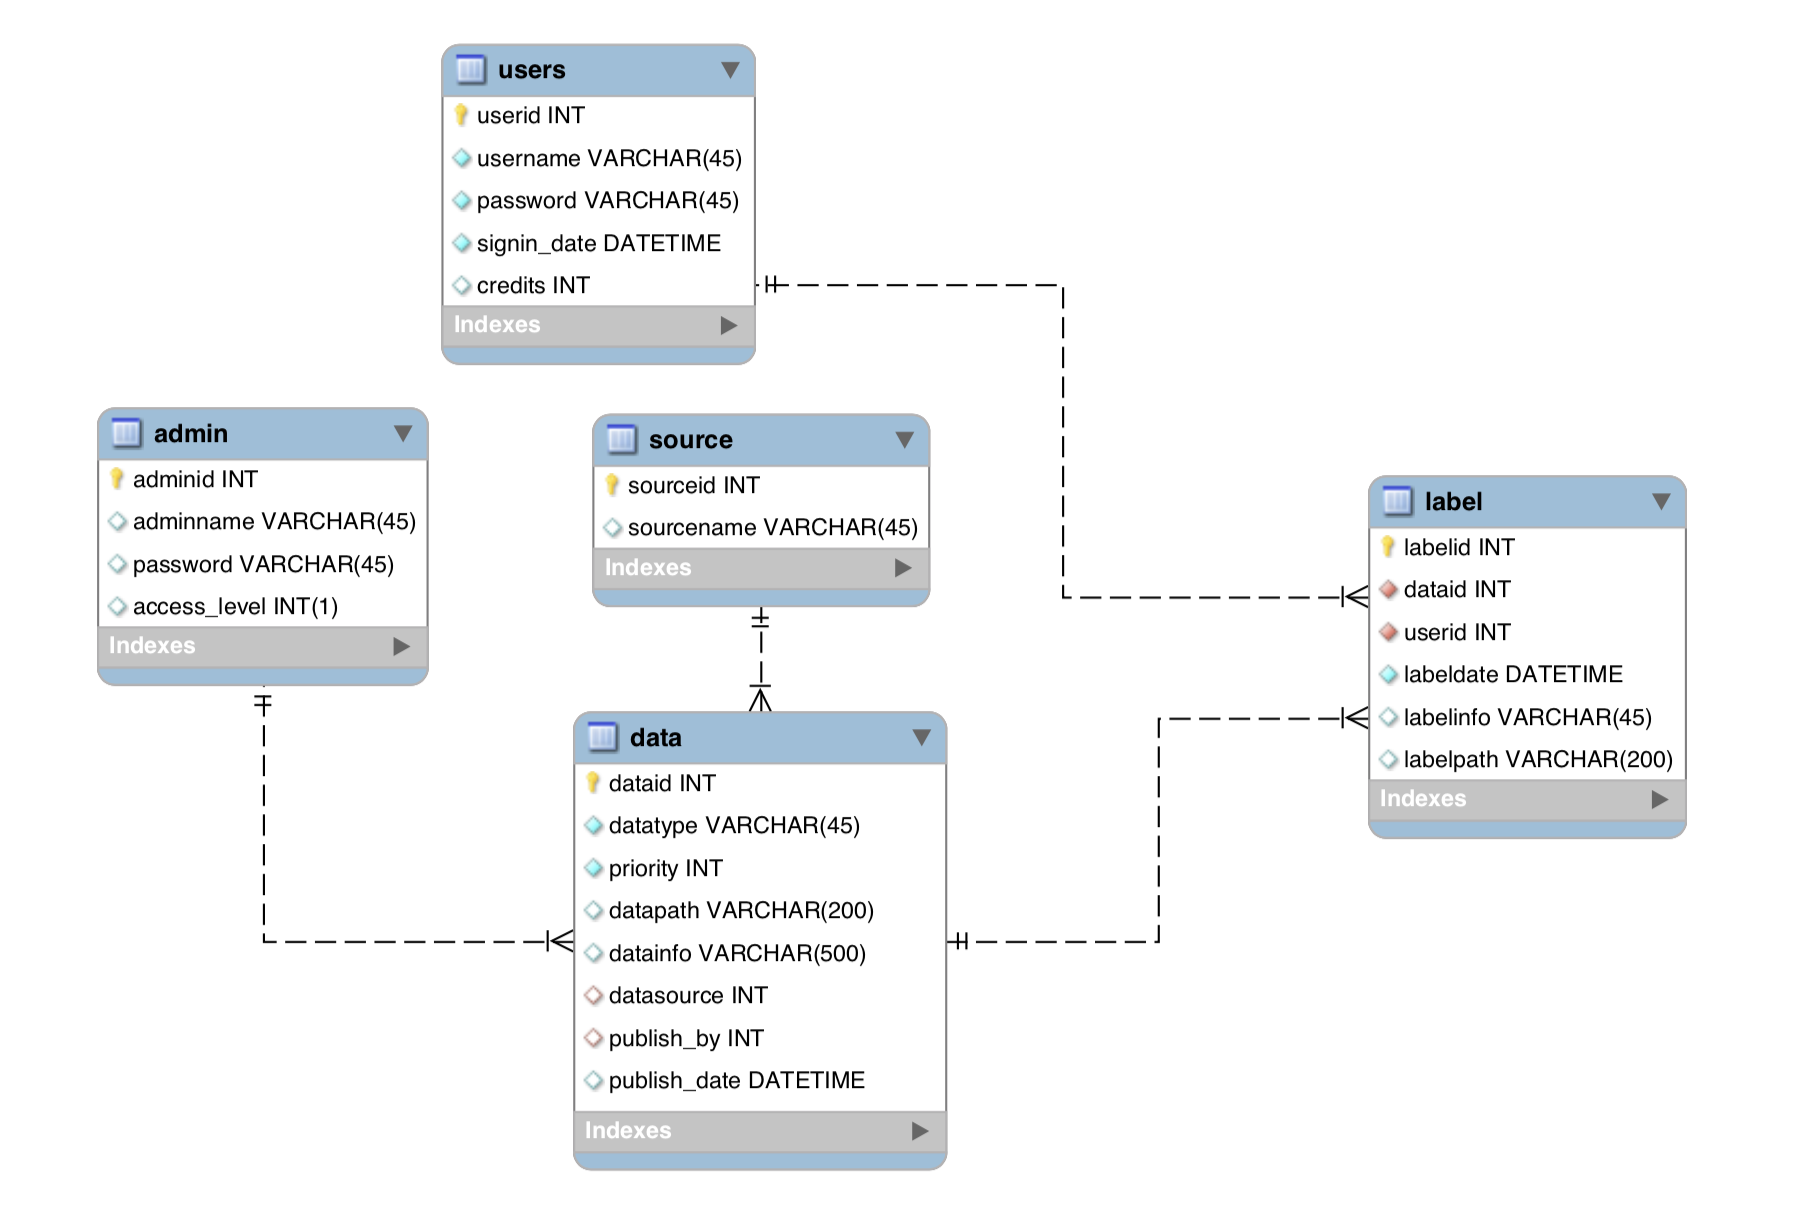 users
userid INT
username VARCHAR(45)
password VARCHAR(45)
signin_date DATETIME
credits INT
Indexes
admin
adminid INT
adminname VARCHAR(45)
password VARCHAR(45)
access_level INT(1)
Indexes
source
sourceid INT
sourcename VARCHAR(45)
Indexes
label
labelid INT
dataid INT
userid INT
labeldate DATETIME
labelinfo VARCHAR(45)
labelpath VARCHAR(200)
Indexes
data
dataid INT
datatype VARCHAR(45)
priority INT
datapath VARCHAR(200)
datainfo VARCHAR(500)
datasource INT
publish_by INT
publish_date DATETIME
Indexes